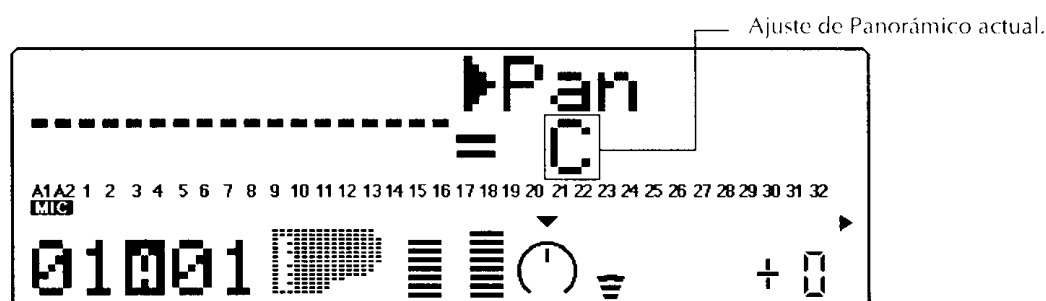 Ajuste de Panorámico actual.
▶Pan
----------------- = C
A1 A2 1 2 3 4 5 6 7 8 9 10 11 12 13 14 15 16 17 18 19 20 21 22 23 24 25 26 27 28 29 30 31 32
MIC
01A01 + 0